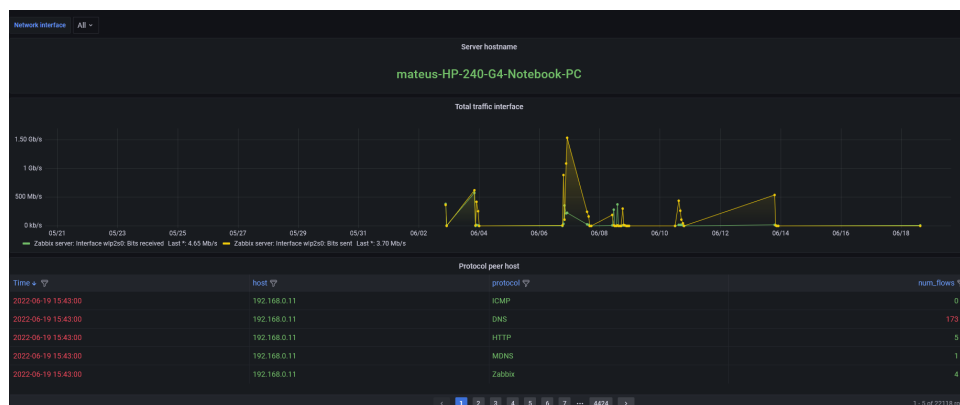 Network interface All
Server hostname
mateus-HP-240-G4-Notebook-PC
Total traffic interface
1.50 Gb/s
1 Gb/s
500 Mb/s
0 kb/s
05/21 05/23 05/25 05/27 05/29 05/31 06/02 06/04 06/06 06/08 06/10 06/12 06/14 06/16 06/18
Zabbix server: Interface wlp2s0: Bits received Last *: 4.65 Mb/s Zabbix server: Interface wlp2s0: Bits sent Last *: 3.70 Mb/s
Protocol peer host
Time host protocol num_flows
2022-06-19 15:43:00 192.168.0.11 ICMP 0
2022-06-19 15:43:00 192.168.0.11 DNS 173
2022-06-19 15:43:00 192.168.0.11 HTTP 5
2022-06-19 15:43:00 192.168.0.11 MDNS 1
2022-06-19 15:43:00 192.168.0.11 Zabbix 4
‹ 1 2 3 4 5 6 7 ... 4424 ›
1 - 5 of 22118